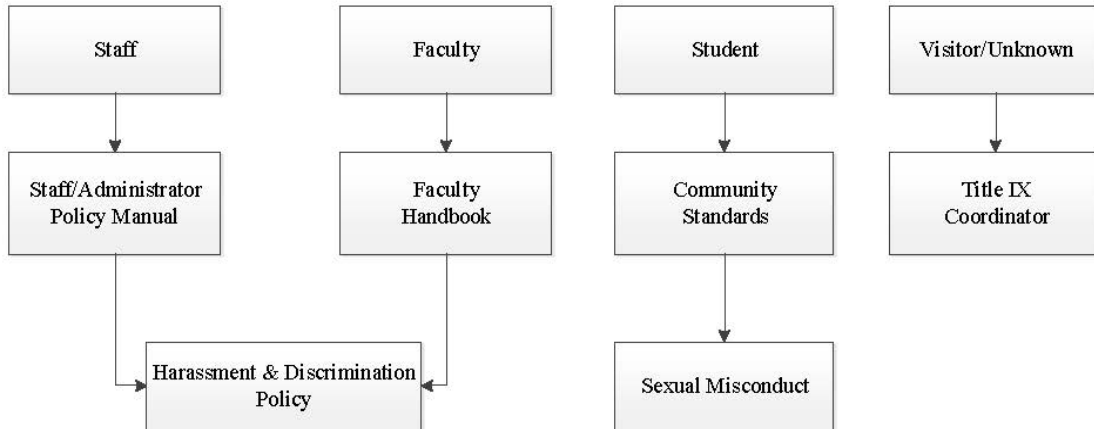 Staff
Faculty
Student
Visitor/Unknown
Staff/Administrator
Policy Manual
Faculty
Handbook
Community
Standards
Title IX
Coordinator
Harassment & Discrimination
Policy
Sexual Misconduct